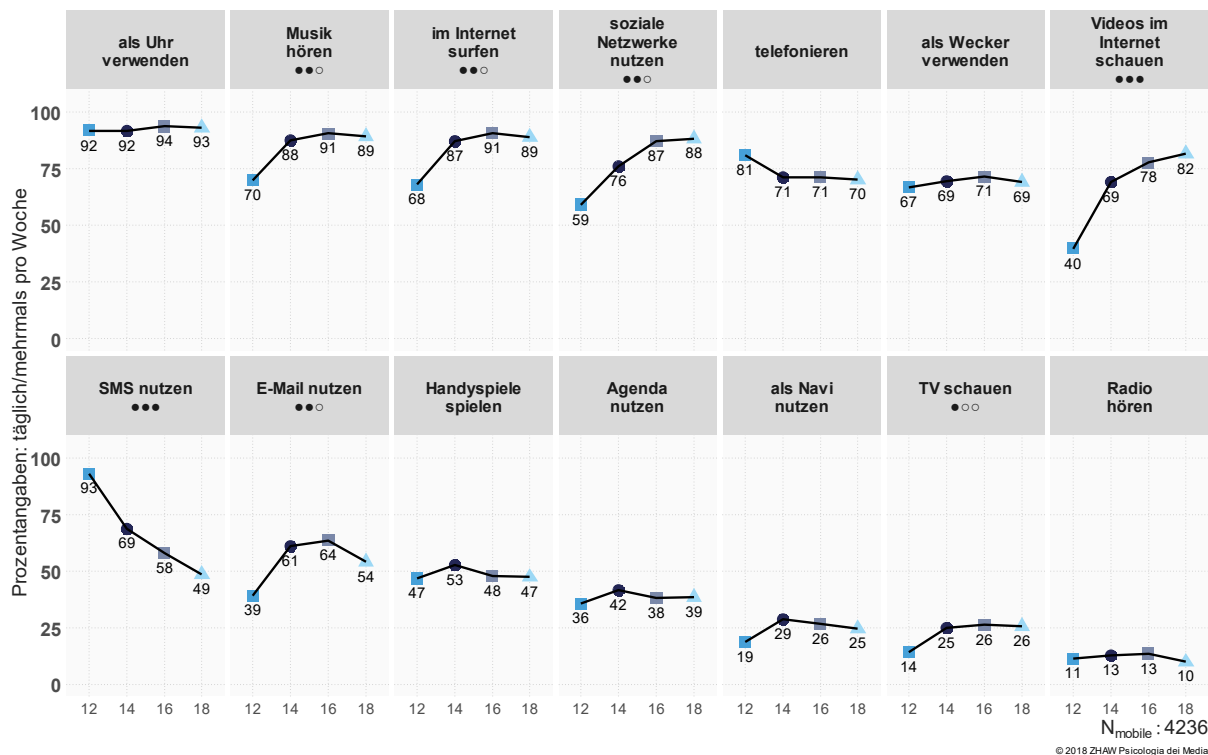 als Uhr
verwenden
Musik
hören
●●○
im Internet
surfen
●●○
soziale
Netzwerke
nutzen
●●○
telefonieren
als Wecker
verwenden
Videos im
Internet
schauen
●●●
Prozentangaben: täglich/mehrmals pro Woche
100
75
50
25
0
92 92 94 93
70 88 91 89
68 87 91 89
59 76 87 88
81 71 71 70
67 69 71 69
40 69 78 82
SMS nutzen
●●●
E-Mail nutzen
●●○
Handyspiele
spielen
Agenda
nutzen
als Navi
nutzen
TV schauen
●○○
Radio
hören
100
75
50
25
0
93 69 58 49
39 61 64 54
47 53 48 47
36 42 38 39
19 29 26 25
14 25 26 26
11 13 13 10
12 14 16 18
12 14 16 18
12 14 16 18
12 14 16 18
12 14 16 18
12 14 16 18
12 14 16 18
Nmobile : 4236
© 2018 ZHAW Psicologia dei Media